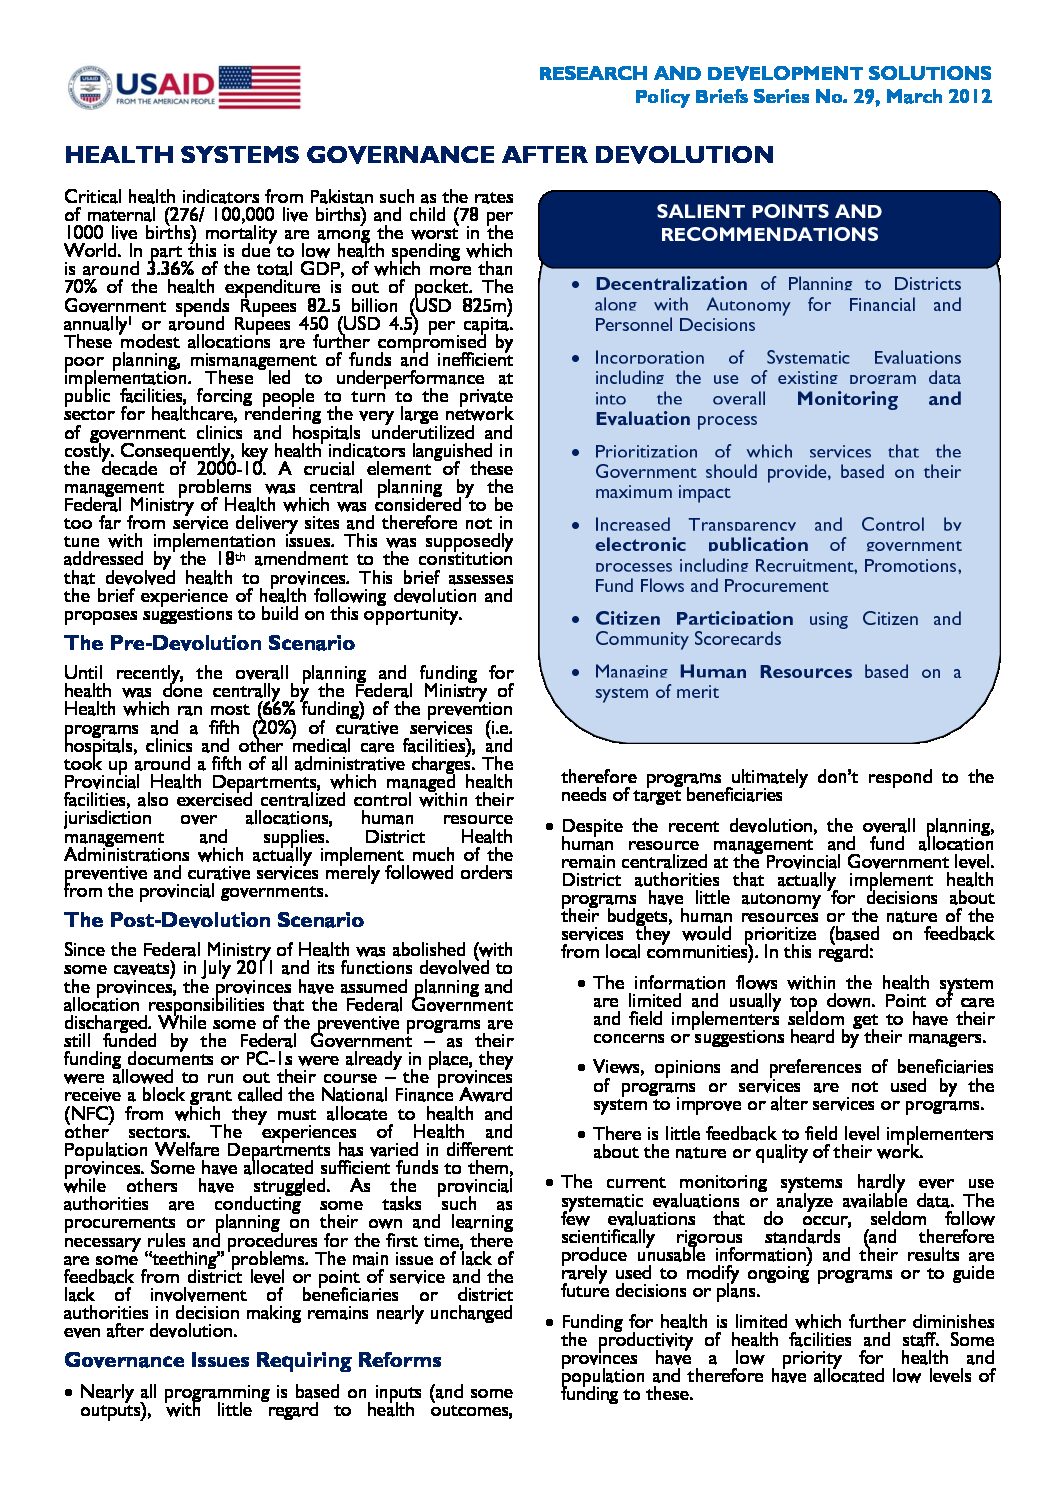 USAID
FROM THE AMERICAN PEOPLE
RESEARCH AND DEVELOPMENT SOLUTIONS
Policy Briefs Series No. 29, March 2012
HEALTH SYSTEMS GOVERNANCE AFTER DEVOLUTION
Critical health indicators from Pakistan such as the rates
of maternal (276/ 100,000 live births) and child (78 per
1000 live births) mortality are among the worst in the
World. In part this is due to low health spending which
is around 3.36% of the total GDP, of which more than
70% of the health expenditure is out of pocket. The
Government spends Rupees 82.5 billion (USD 825m)
annually¹ or around Rupees 450 (USD 4.5) per capita.
These modest allocations are further compromised by
poor planning, mismanagement of funds and inefficient
implementation. These led to underperformance at
public facilities, forcing people to turn to the private
sector for healthcare, rendering the very large network
of government clinics and hospitals underutilized and
costly. Consequently, key health indicators languished in
the decade of 2000-10. A crucial element of these
management problems was central planning by the
Federal Ministry of Health which was considered to be
too far from service delivery sites and therefore not in
tune with implementation issues. This was supposedly
addressed by the 18th amendment to the constitution
that devolved health to provinces. This brief assesses
the brief experience of health following devolution and
proposes suggestions to build on this opportunity.
The Pre-Devolution Scenario
Until recently, the overall planning and funding for
health was done centrally by the Federal Ministry of
Health which ran most (66% funding) of the prevention
programs and a fifth (20%) of curative services (i.e.
hospitals, clinics and other medical care facilities), and
took up around a fifth of all administrative charges. The
Provincial Health Departments, which managed health
facilities, also exercised centralized control within their
jurisdiction over allocations, human resource
management and supplies. District Health
Administrations which actually implement much of the
preventive and curative services merely followed orders
from the provincial governments.
The Post-Devolution Scenario
Since the Federal Ministry of Health was abolished (with
some caveats) in July 2011 and its functions devolved to
the provinces, the provinces have assumed planning and
allocation responsibilities that the Federal Government
discharged. While some of the preventive programs are
still funded by the Federal Government – as their
funding documents or PC-1s were already in place, they
were allowed to run out their course – the provinces
receive a block grant called the National Finance Award
(NFC) from which they must allocate to health and
other sectors. The experiences of Health and
Population Welfare Departments has varied in different
provinces. Some have allocated sufficient funds to them,
while others have struggled. As the provincial
authorities are conducting some tasks such as
procurements or planning on their own and learning
necessary rules and procedures for the first time, there
are some “teething” problems. The main issue of lack of
feedback from district level or point of service and the
lack of involvement of beneficiaries or district
authorities in decision making remains nearly unchanged
even after devolution.
Governance Issues Requiring Reforms
• Nearly all programming is based on inputs (and some
outputs), with little regard to health outcomes,
SALIENT POINTS AND
RECOMMENDATIONS
• Decentralization of Planning to Districts
along with Autonomy for Financial and
Personnel Decisions
• Incorporation of Systematic Evaluations
including the use of existing program data
into the overall Monitoring and
Evaluation process
• Prioritization of which services that the
Government should provide, based on their
maximum impact
• Increased Transparency and Control by
electronic publication of government
processes including Recruitment, Promotions,
Fund Flows and Procurement
• Citizen Participation using Citizen and
Community Scorecards
• Managing Human Resources based on a
system of merit
therefore programs ultimately don’t respond to the
needs of target beneficiaries
• Despite the recent devolution, the overall planning,
human resource management and fund allocation
remain centralized at the Provincial Government level.
District authorities that actually implement health
programs have little autonomy for decisions about
their budgets, human resources or the nature of the
services they would prioritize (based on feedback
from local communities). In this regard:
• The information flows within the health system
are limited and usually top down. Point of care
and field implementers seldom get to have their
concerns or suggestions heard by their managers.
• Views, opinions and preferences of beneficiaries
of programs or services are not used by the
system to improve or alter services or programs.
• There is little feedback to field level implementers
about the nature or quality of their work.
• The current monitoring systems hardly ever use
systematic evaluations or analyze available data. The
few evaluations that do occur, seldom follow
scientifically rigorous standards (and therefore
produce unusable information) and their results are
rarely used to modify ongoing programs or to guide
future decisions or plans.
• Funding for health is limited which further diminishes
the productivity of health facilities and staff. Some
provinces have a low priority for health and
population and therefore have allocated low levels of
funding to these.